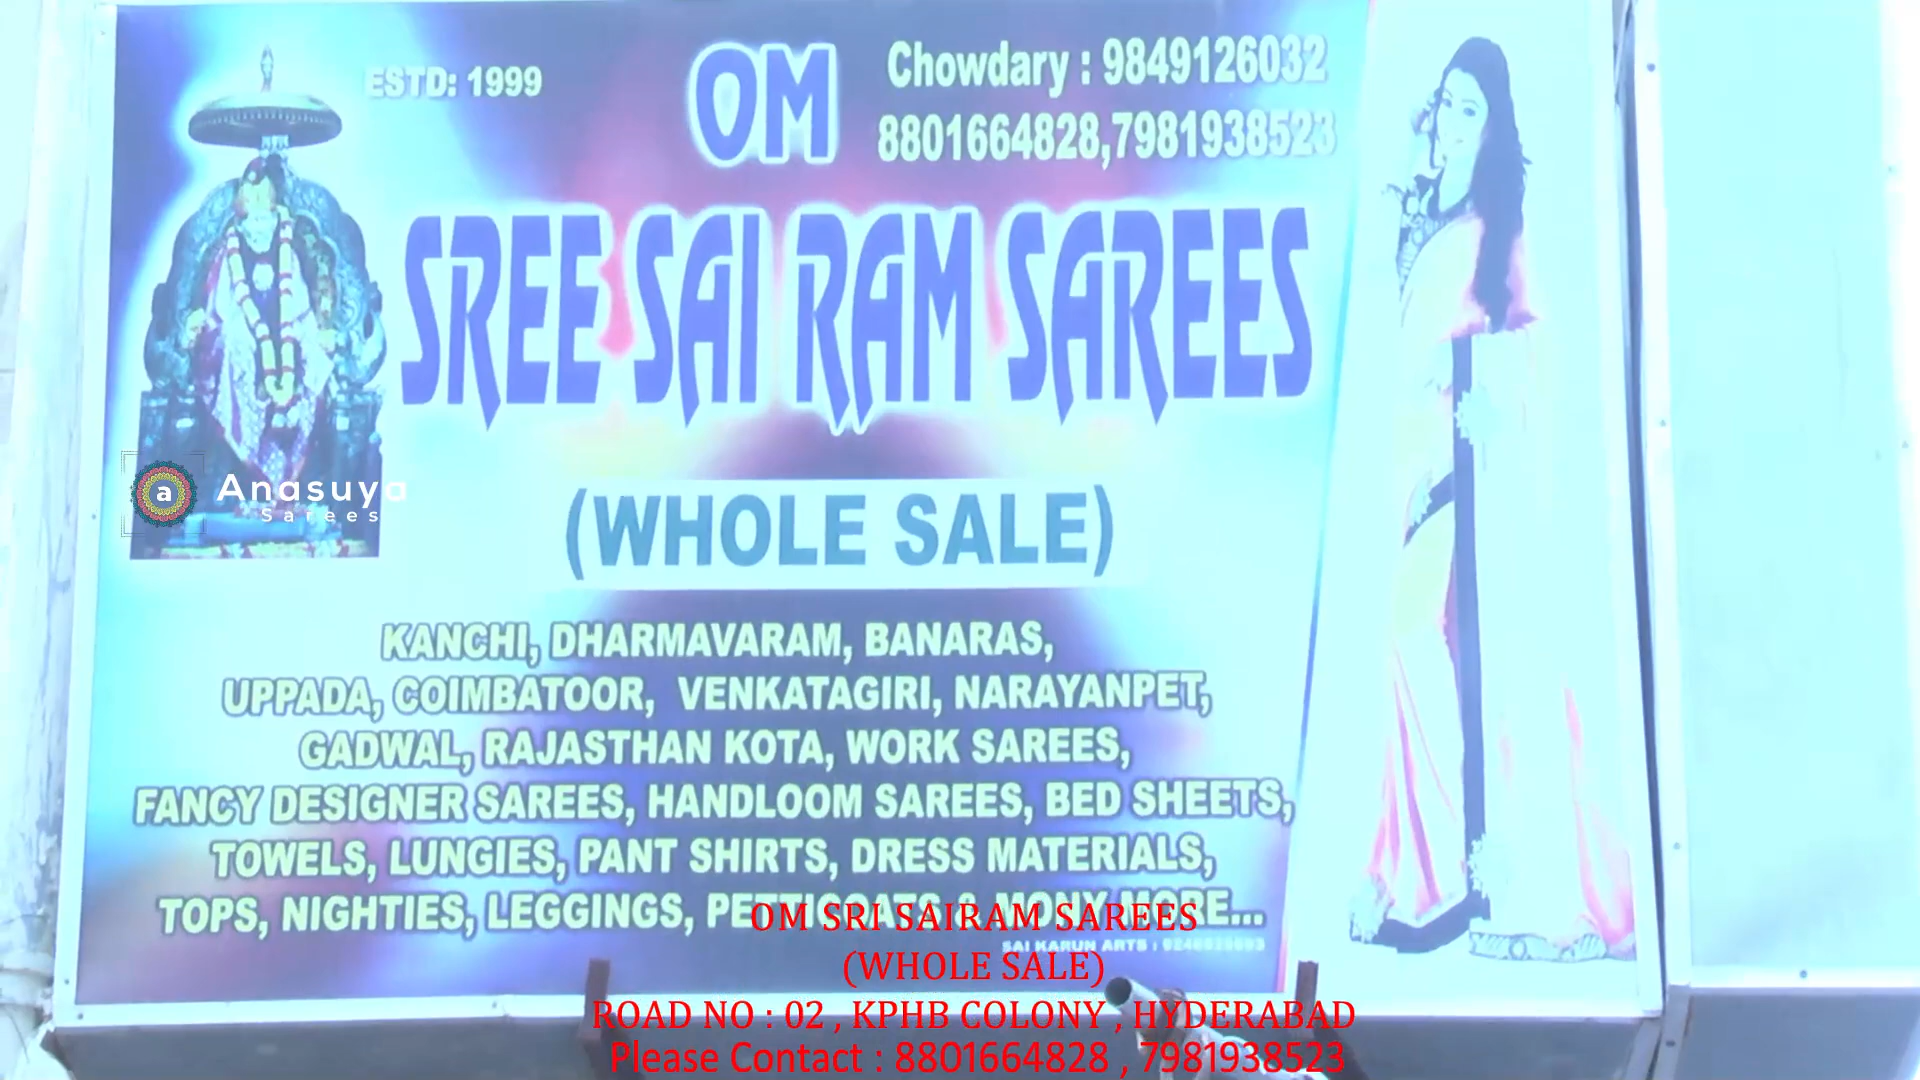 ESTD: 1999
OM
Chowdary : 9849126032
8801664828,7981938523
SREE SAI RAM SAREES
a Anasuya
Sarees
(WHOLE SALE)
KANCHI, DHARMAVARAM, BANARAS,
UPPADA, COIMBATOOR, VENKATAGIRI, NARAYANPET,
GADWAL, RAJASTHAN KOTA, WORK SAREES,
FANCY DESIGNER SAREES, HANDLOOM SAREES, BED SHEETS,
TOWELS, LUNGIES, PANT SHIRTS, DRESS MATERIALS,
TOPS, NIGHTIES, LEGGINGS, PETTICOATS & MONY MORE...
SAI KARUN ARTS :
OM SRI SAIRAM SAREES
(WHOLE SALE)
ROAD NO : 02 , KPHB COLONY , HYDERABAD
Please Contact : 8801664828 , 7981938523